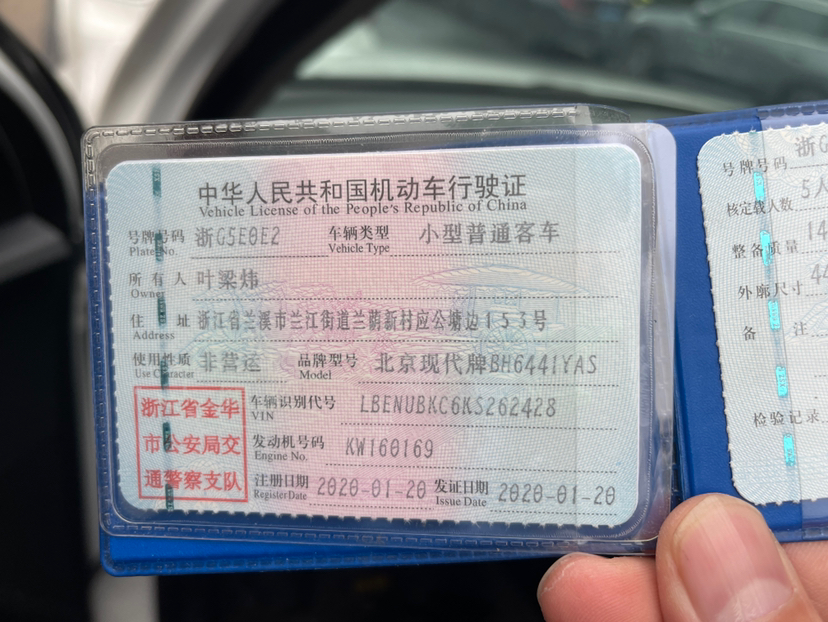 中华人民共和国机动车行驶证
Vehicle License of the People's Republic of China
号牌号码 浙G5E0E2 车辆类型 小型普通客车
Plate No. Vehicle Type
所有人 叶梁炜
Owner
住址 浙江省兰溪市兰江街道兰荫新村应公塘边153号
Address
使用性质 非营运 品牌型号 北京现代牌BH6441YAS
Use Character Model
浙江省金华
市公安局交
通警察支队
车辆识别代号 LBENUBKC6KS262428
VIN
发动机号码 KW160169
Engine No.
注册日期 2020-01-20 发证日期 2020-01-20
Register Date Issue Date
号牌号码 浙G
核定载人数 5人
整备质量 14
外廓尺寸 44
备注
检验记录